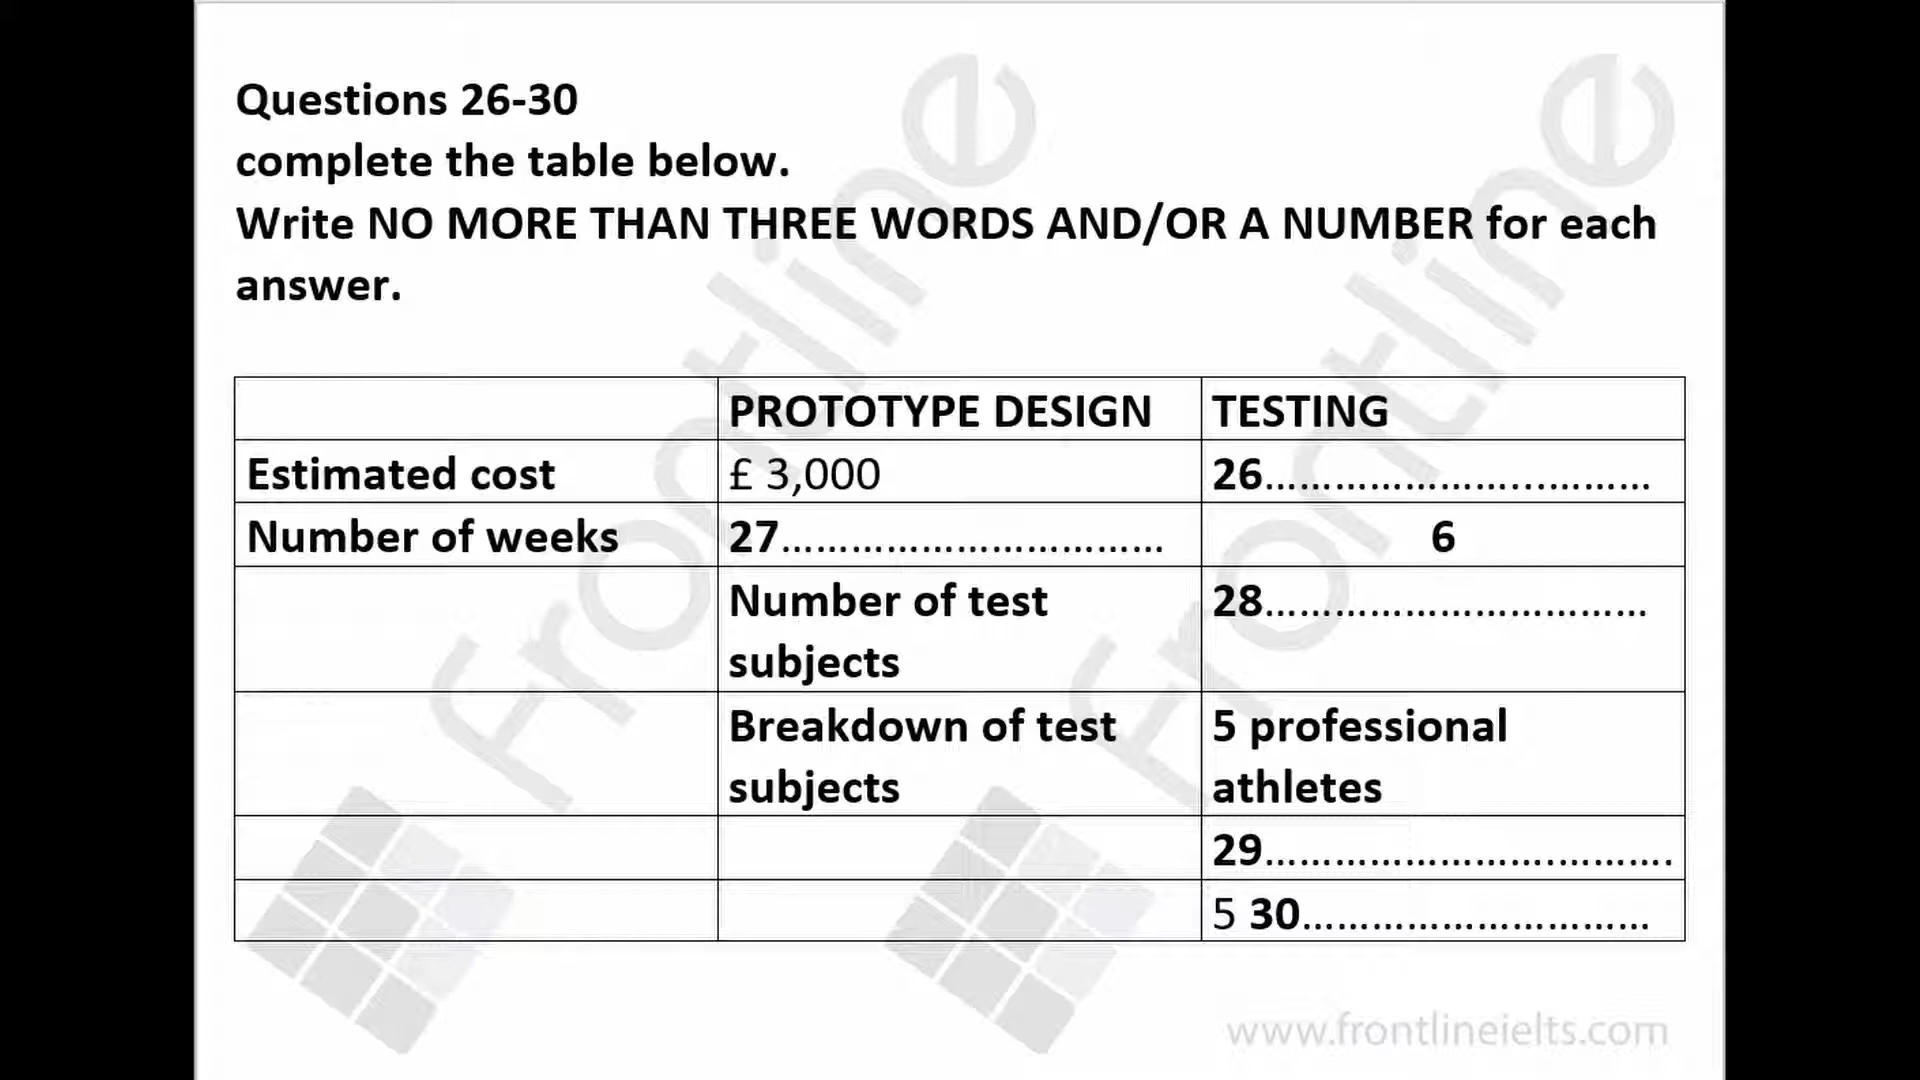 Questions 26-30
complete the table below.
Write NO MORE THAN THREE WORDS AND/OR A NUMBER for each
answer.
PROTOTYPE DESIGN TESTING
Estimated cost £ 3,000 26.................................
Number of weeks 27................................. 6
Number of test
subjects
28.................................
Breakdown of test
subjects
5 professional
athletes
29...................................
5 30..............................
Frontline
Frontline
www.frontlineielts.com